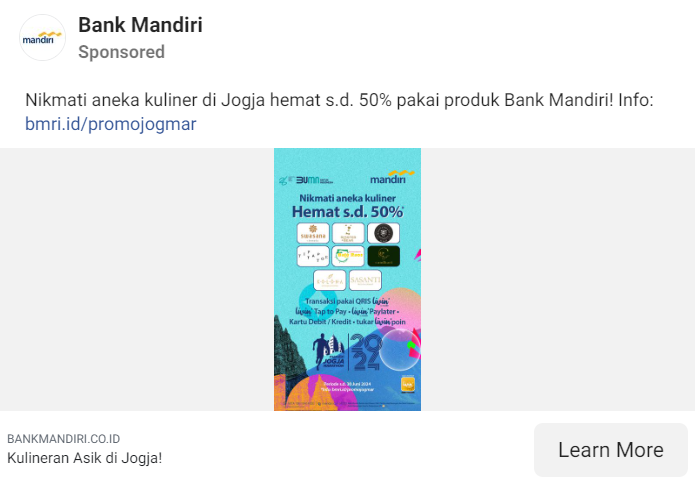 mandiri
Bank Mandiri
Sponsored
Nikmati aneka kuliner di Jogja hemat s.d. 50% pakai produk Bank Mandiri! Info:
bmri.id/promojogmar
BUMN
mandiri
Nikmati aneka kuliner
Hemat s.d. 50%*
SASANTI
Transaksi pakai QRIS livin'
livin' Tap to Pay • livin' Paylater •
Kartu Debit / Kredit • tukar livin'poin
JOGJA
2024
Periode s.d. 30 Juni 2024
*Info: bmri.id/promojogmar
BANKMANDIRI.CO.ID
Kulineran Asik di Jogja!
Learn More